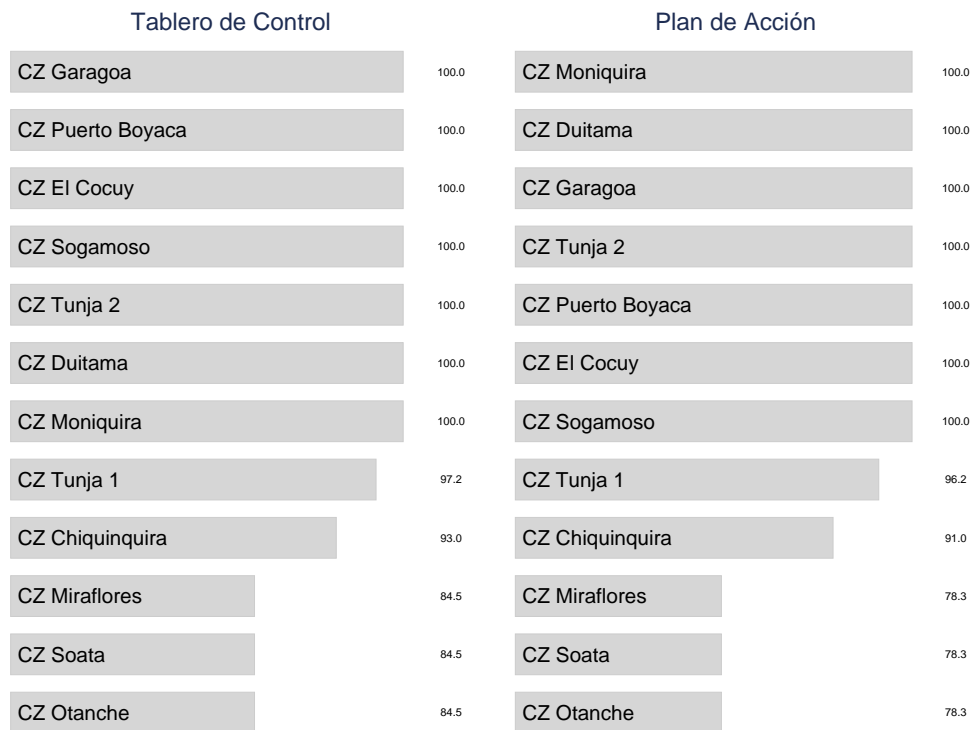 Tablero de Control
CZ Garagoa 100.0
CZ Puerto Boyaca 100.0
CZ El Cocuy 100.0
CZ Sogamoso 100.0
CZ Tunja 2 100.0
CZ Duitama 100.0
CZ Moniquira 100.0
CZ Tunja 1 97.2
CZ Chiquinquira 93.0
CZ Miraflores 84.5
CZ Soata 84.5
CZ Otanche 84.5
Plan de Acción
CZ Moniquira 100.0
CZ Duitama 100.0
CZ Garagoa 100.0
CZ Tunja 2 100.0
CZ Puerto Boyaca 100.0
CZ El Cocuy 100.0
CZ Sogamoso 100.0
CZ Tunja 1 96.2
CZ Chiquinquira 91.0
CZ Miraflores 78.3
CZ Soata 78.3
CZ Otanche 78.3